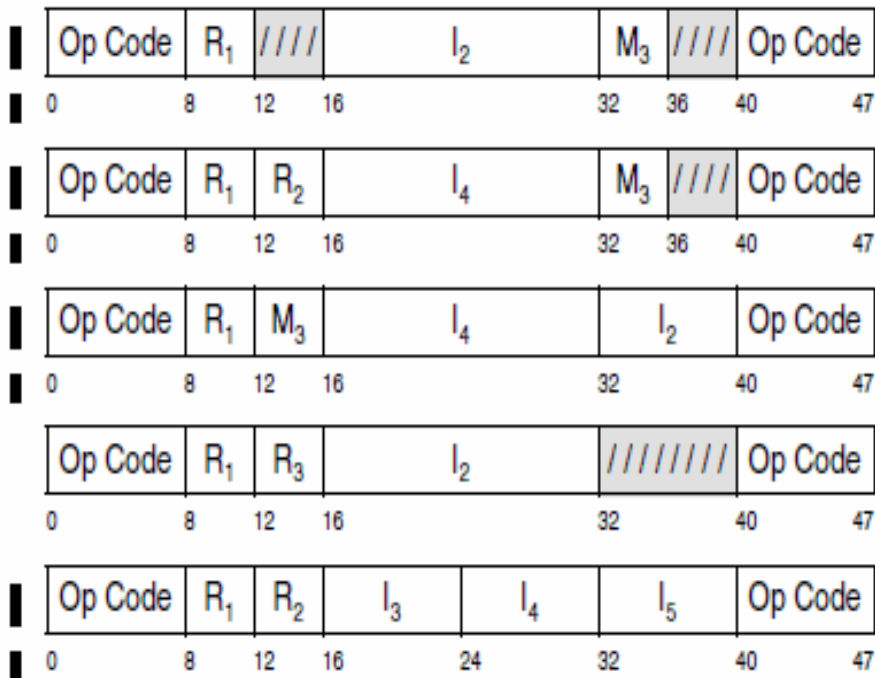 Op Code R₁ //// I₂ M₃ //// Op Code
0 8 12 16 32 36 40 47
Op Code R₁ R₂ I₄ M₃ //// Op Code
0 8 12 16 32 36 40 47
Op Code R₁ M₃ I₄ I₂ Op Code
0 8 12 16 32 40 47
Op Code R₁ R₃ I₂ //////// Op Code
0 8 12 16 32 40 47
Op Code R₁ R₂ I₃ I₄ I₅ Op Code
0 8 12 16 24 32 40 47